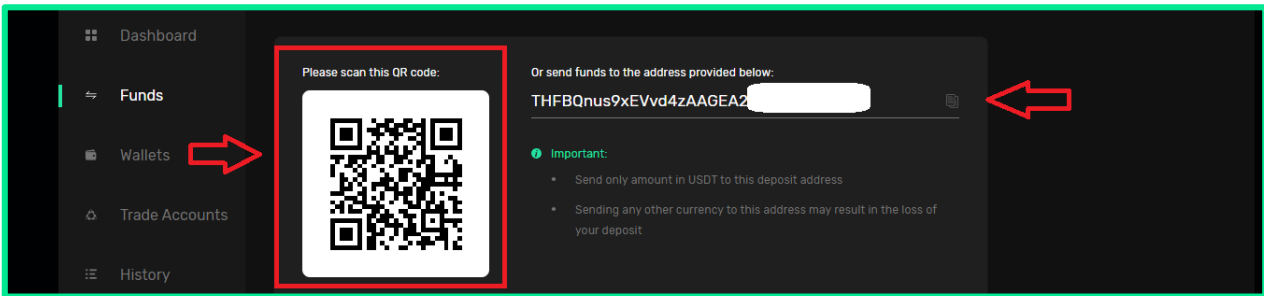 Dashboard
Funds
Wallets
Trade Accounts
History
Please scan this QR code:
Or send funds to the address provided below:
THFBQnus9xEVvd4zAAGEA2
Important:
Send only amount in USDT to this deposit address
Sending any other currency to this address may result in the loss of
your deposit